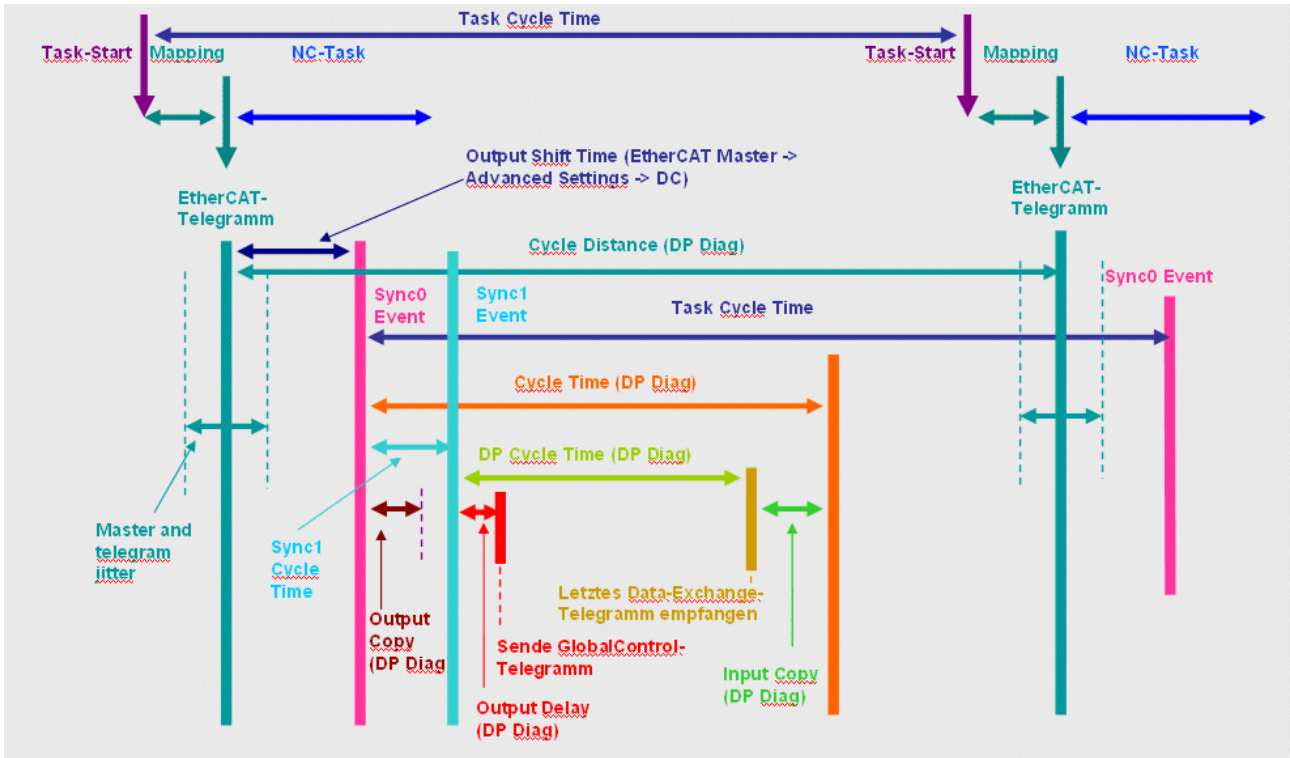 Task Cycle Time
Task-Start
Mapping
NC-Task
Task-Start
Mapping
NC-Task
Output Shift Time (EtherCAT Master ->
Advanced Settings -> DC)
EtherCAT-
Telegramm
EtherCAT-
Telegramm
Cycle Distance (DP Diag)
Sync0 Event
Sync0
Event
Sync1
Event
Task Cycle Time
Cycle Time (DP Diag)
DP Cycle Time (DP Diag)
Master and
telegram
jitter
Sync1
Cycle
Time
Output
Copy
(DP Diag
Letztes Data-Exchange-
Telegramm empfangen
Sende GlobalControl-
Telegramm
Input Copy
(DP Diag)
Output Delay
(DP Diag)